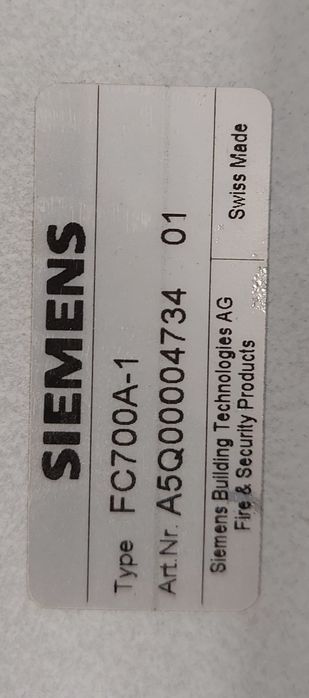 SIEMENS
Type FC700A-1
Art.Nr. A5Q00004734 01
Siemens Building Technologies AG
Fire & Security Products
Swiss Made